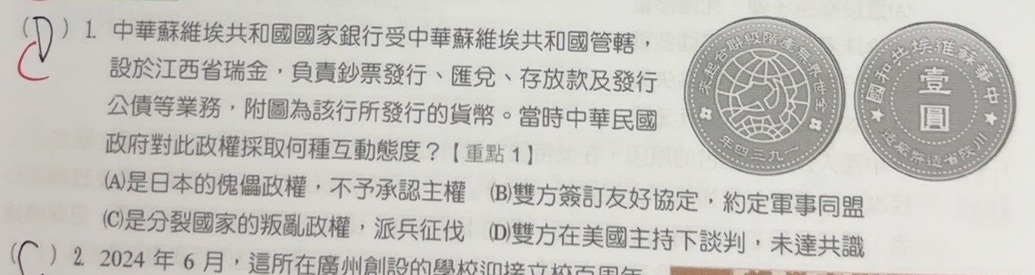 (D) 1. 中華蘇維埃共和國國家銀行受中華蘇維埃共和國管轄，
設於江西省瑞金，負責鈔票發行、匯兌、存放款及發行
公債等業務，附圖為該行所發行的貨幣。當時中華民國
政府對此政權採取何種互動態度？【重點1】
(A)是日本的傀儡政權，不予承認主權 (B)雙方簽訂友好協定，約定軍事同盟
(C)是分裂國家的叛亂政權，派兵征伐 (D)雙方在美國主持下談判，未達共識
(C) 2. 2024 年 6 月，這所在廣州創設的學校迎接立校百周年
全世界無產階級聯合起來
年四三九一
國和共埃維蘇華中
壹
圓
川陝省造幣廠造